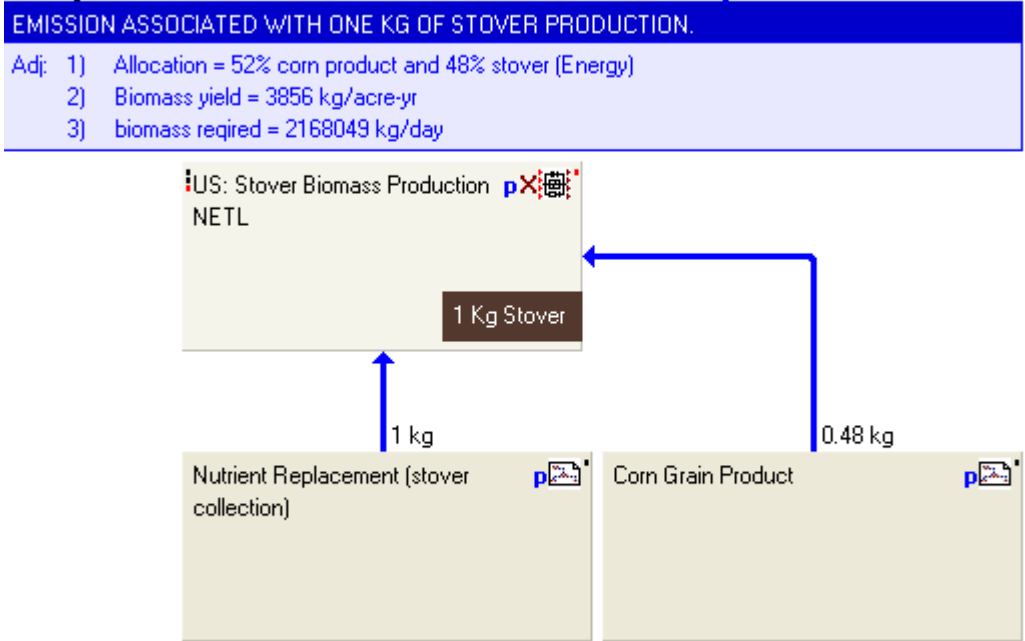 EMISSION ASSOCIATED WITH ONE KG OF STOVER PRODUCTION.
Adj: 1) Allocation = 52% corn product and 48% stover (Energy)
2) Biomass yield = 3856 kg/acre-yr
3) biomass reqired = 2168049 kg/day
US: Stover Biomass Production p
NETL
1 Kg Stover
1 kg
0.48 kg
Nutrient Replacement (stover p
collection)
Corn Grain Product p